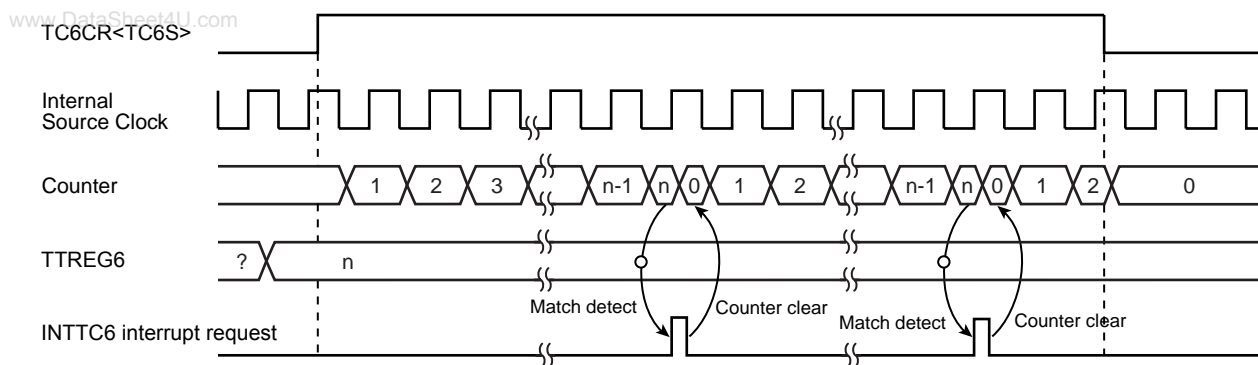 www.DataSheet4U.com
TC6CR<TC6S>
Internal
Source Clock
Counter
1 2 3 n-1 n 0 1 2 n-1 n 0 1 2 0
TTREG6
? n
Match detect Counter clear Match detect Counter clear
INTTC6 interrupt request